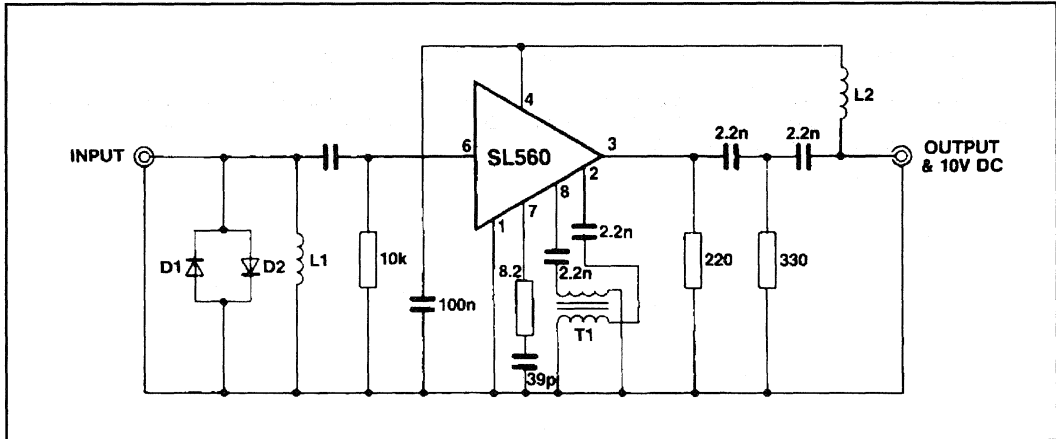 4
L2
2.2n
2.2n
INPUT
6
SL560
3
OUTPUT
& 10V DC
2
8
7
1
2.2n
D1
D2
L1
10k
8.2
2.2n
220
330
100n
T1
39p